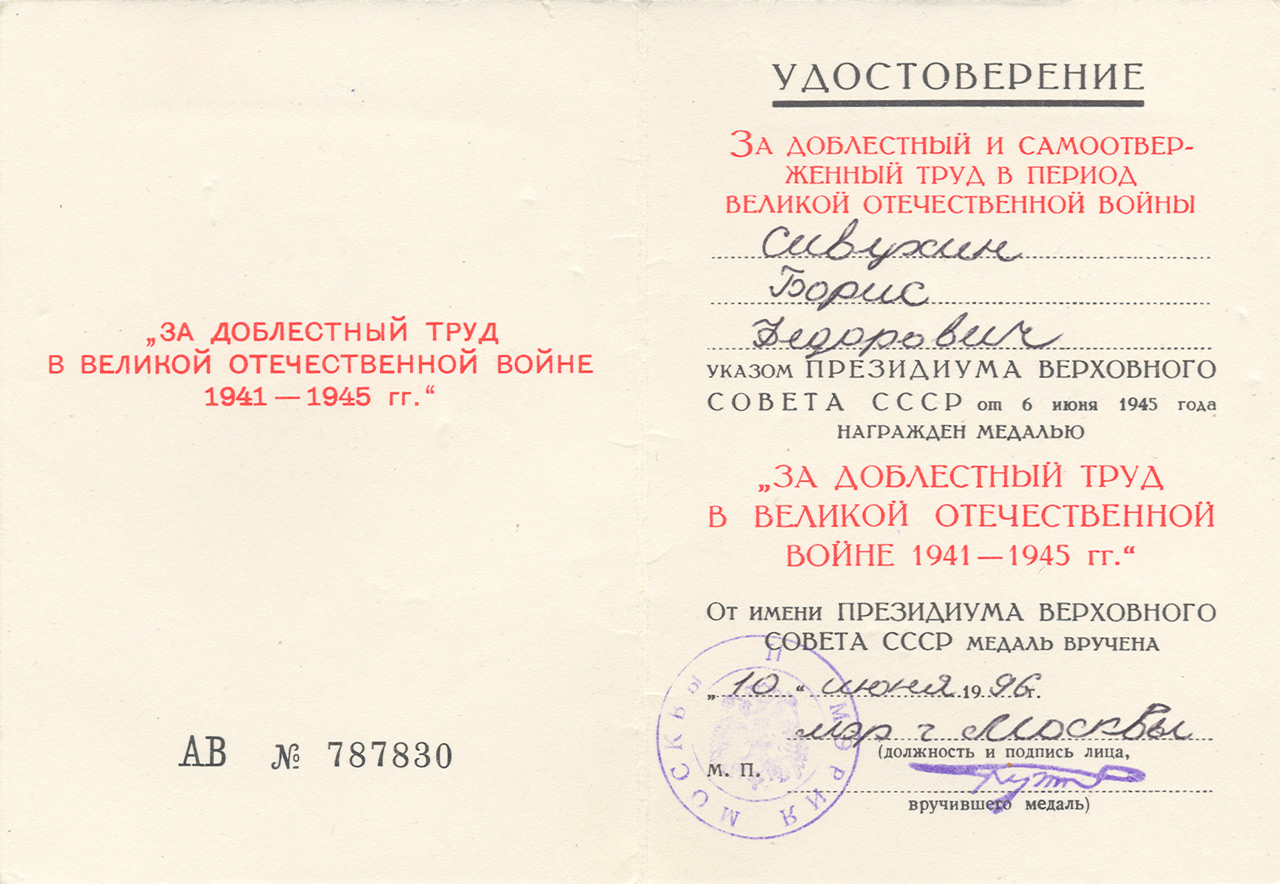 „ЗА ДОБЛЕСТНЫЙ ТРУД
В ВЕЛИКОЙ ОТЕЧЕСТВЕННОЙ ВОЙНЕ
1941 — 1945 гг.“
АВ № 787830
УДОСТОВЕРЕНИЕ
ЗА ДОБЛЕСТНЫЙ И САМООТВЕР-
ЖЕННЫЙ ТРУД В ПЕРИОД
ВЕЛИКОЙ ОТЕЧЕСТВЕННОЙ ВОЙНЫ
Сивухин
Борис
Федорович
УКАЗОМ ПРЕЗИДИУМА ВЕРХОВНОГО
СОВЕТА СССР от 6 июня 1945 года
НАГРАЖДЕН МЕДАЛЬЮ
„ЗА ДОБЛЕСТНЫЙ ТРУД
В ВЕЛИКОЙ ОТЕЧЕСТВЕННОЙ
ВОЙНЕ 1941 — 1945 гг.“
ОТ ИМЕНИ ПРЕЗИДИУМА ВЕРХОВНОГО
СОВЕТА СССР МЕДАЛЬ ВРУЧЕНА
„10“ июня 1996г.
мэр г Москвы
(должность и подпись лица,
М. П.
вручившего медаль)
МЭРИЯ МОСКВЫ